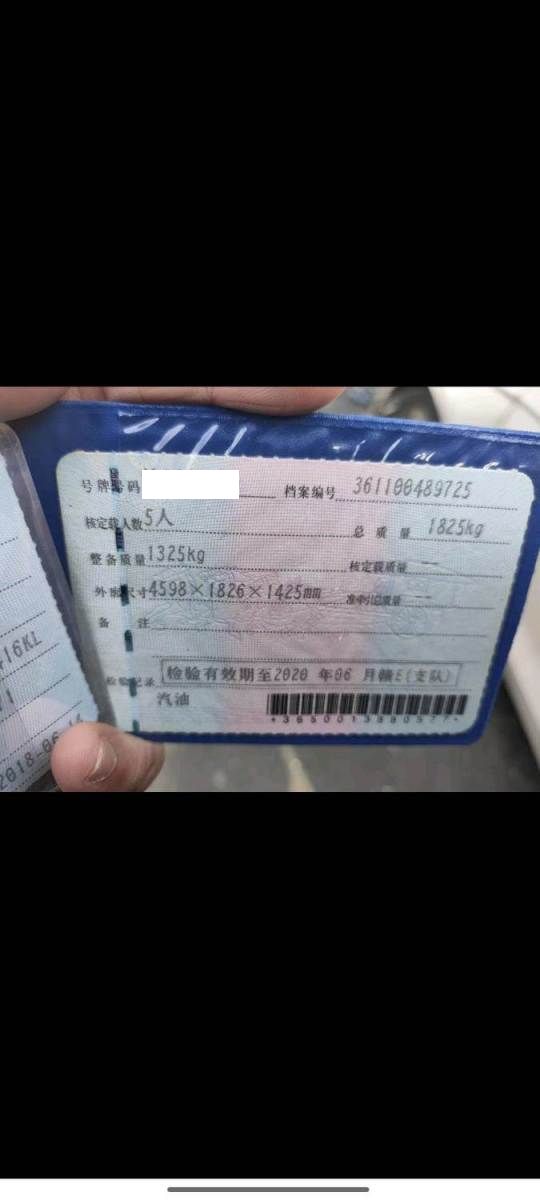 号牌号码 档案编号 361100489725
核定载人数 5人 总质量 1825kg
整备质量 1325kg 核定载质量 --
外廓尺寸 4598×1826×1425mm 准牵引总质量 --
备注
检验记录 检验有效期至2020 年06 月赣E(支队)
汽油
16KL
2018-06-14